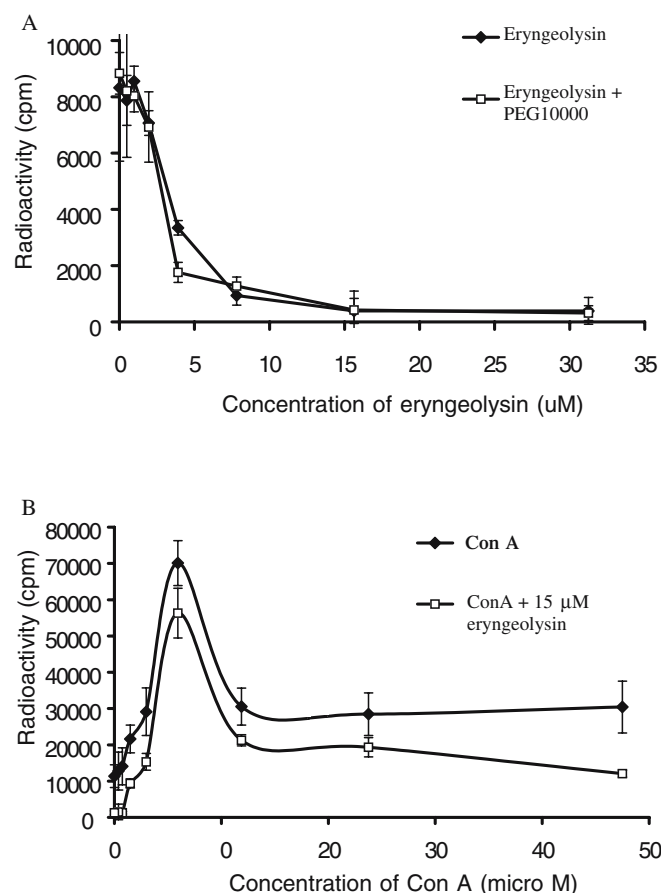 A
10000
8000
6000
4000
2000
0
Radioactivity (cpm)
Eryngeolysin
Eryngeolysin +
PEG10000
0 5 10 15 20 25 30 35
Concentration of eryngeolysin (uM)
B
80000
70000
60000
50000
40000
30000
20000
10000
0
Radioactivity (cpm)
Con A
ConA + 15 μM
eryngeolysin
0 0 20 30 40 50
Concentration of Con A (micro M)